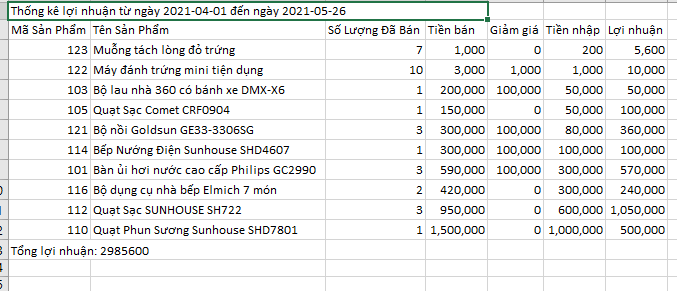 Thống kê lợi nhuận từ ngày 2021-04-01 đến ngày 2021-05-26
Mã Sản Phẩm Tên Sản Phẩm Số Lượng Đã Bán Tiền bán Giảm giá Tiền nhập Lợi nhuận
123 Muỗng tách lòng đỏ trứng 7 1,000 0 200 5,600
122 Máy đánh trứng mini tiện dụng 10 3,000 1,000 1,000 10,000
103 Bộ lau nhà 360 có bánh xe DMX-X6 1 200,000 100,000 50,000 50,000
105 Quạt Sạc Comet CRF0904 1 150,000 0 50,000 100,000
121 Bộ nồi Goldsun GE33-3306SG 3 300,000 100,000 80,000 360,000
114 Bếp Nướng Điện Sunhouse SHD4607 1 300,000 100,000 100,000 100,000
101 Bàn ủi hơi nước cao cấp Philips GC2990 3 590,000 100,000 300,000 570,000
116 Bộ dụng cụ nhà bếp Elmich 7 món 2 420,000 0 300,000 240,000
112 Quạt Sạc SUNHOUSE SH722 3 950,000 0 600,000 1,050,000
110 Quạt Phun Sương Sunhouse SHD7801 1 1,500,000 0 1,000,000 500,000
Tổng lợi nhuận: 2985600